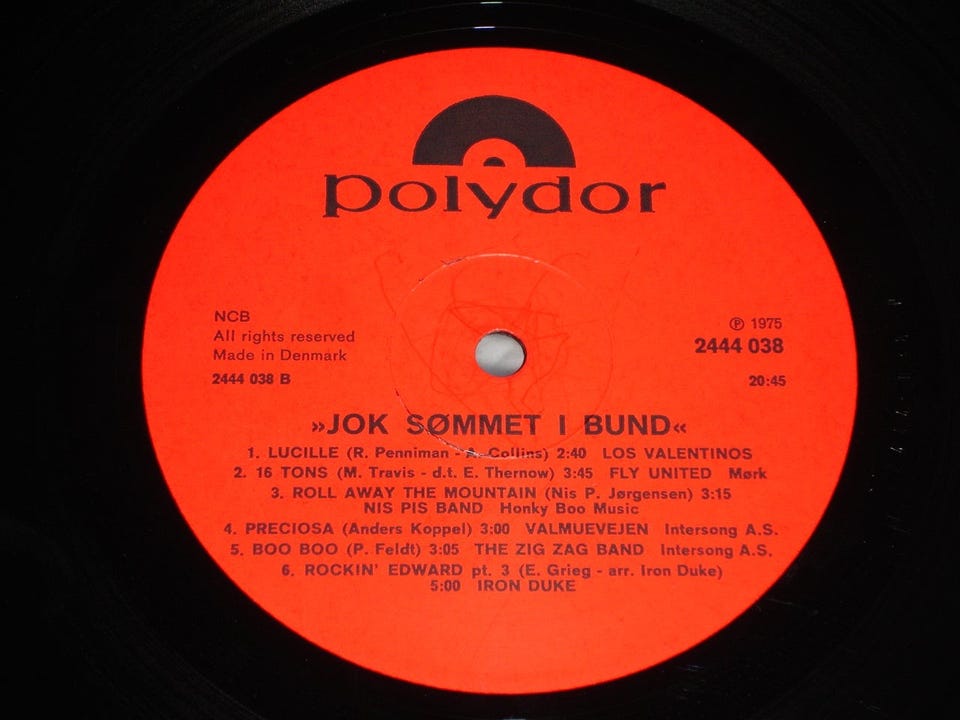 polydor
NCB
All rights reserved
Made in Denmark
2444 038 B
℗ 1975
2444 038
20:45
»JOK SØMMET I BUND«
1. LUCILLE (R. Penniman - A. Collins) 2:40 LOS VALENTINOS
2. 16 TONS (M. Travis - d.t. E. Thernow) 3:45 FLY UNITED Mørk
3. ROLL AWAY THE MOUNTAIN (Nis P. Jørgensen) 3:15
NIS PIS BAND Honky Boo Music
4. PRECIOSA (Anders Koppel) 3:00 VALMUEVEJEN Intersong A.S.
5. BOO BOO (P. Feldt) 3:05 THE ZIG ZAG BAND Intersong A.S.
6. ROCKIN' EDWARD pt. 3 (E. Grieg - arr. Iron Duke)
5:00 IRON DUKE